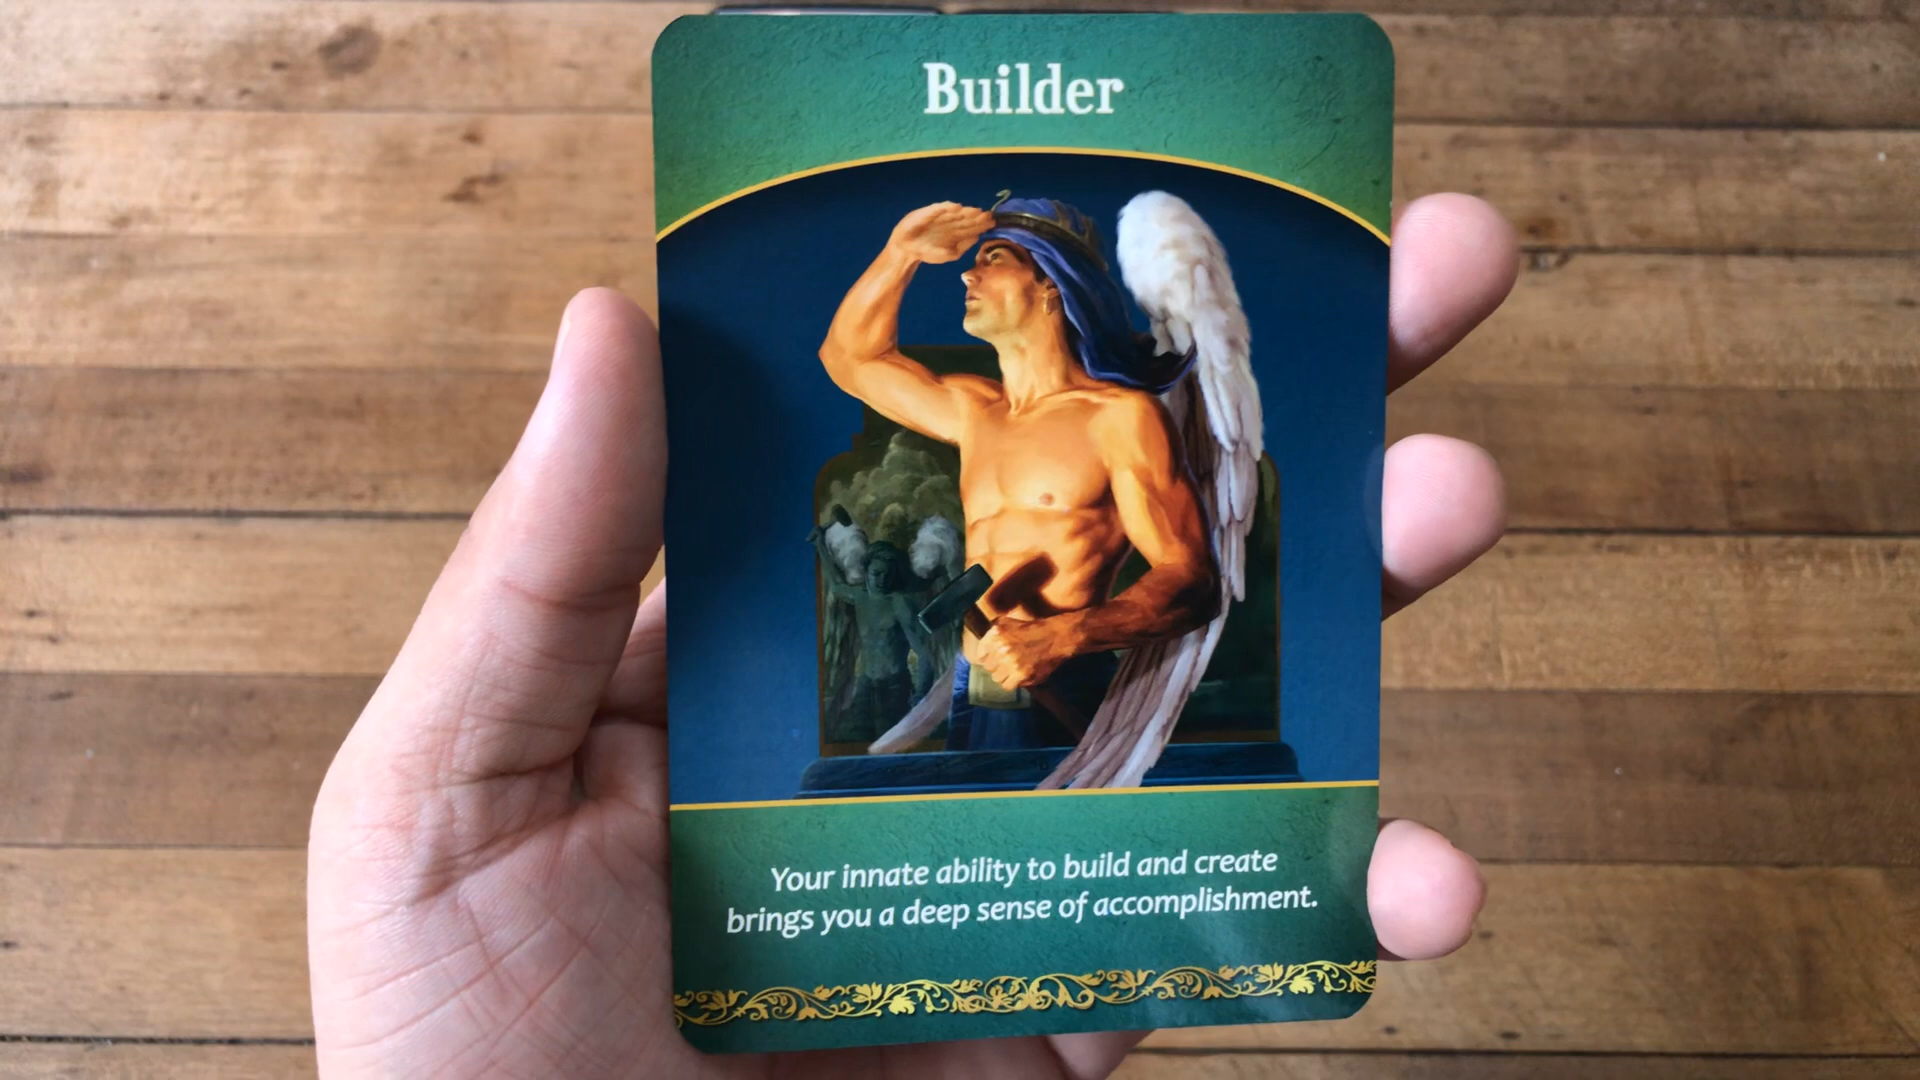 Builder
Your innate ability to build and create
brings you a deep sense of accomplishment.